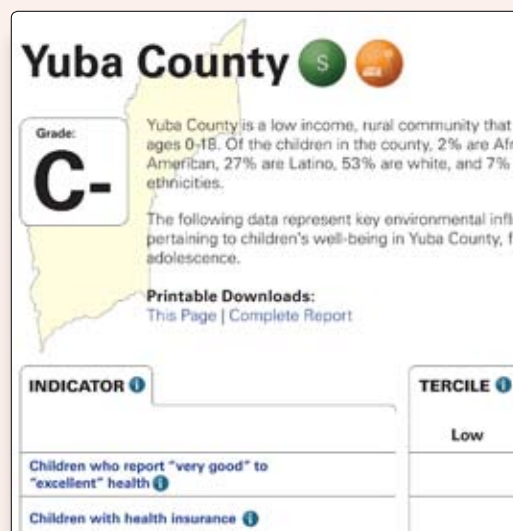 Yuba County S
Grade:
C-
Yuba County is a low income, rural community that
ages 0-18. Of the children in the county, 2% are Afr
American, 27% are Latino, 53% are white, and 7%
ethnicities.
The following data represent key environmental infl
pertaining to children's well-being in Yuba County, f
adolescence.
Printable Downloads:
This Page | Complete Report
INDICATOR i
TERCILE i
Low
Children who report "very good" to
"excellent" health i
Children with health insurance i